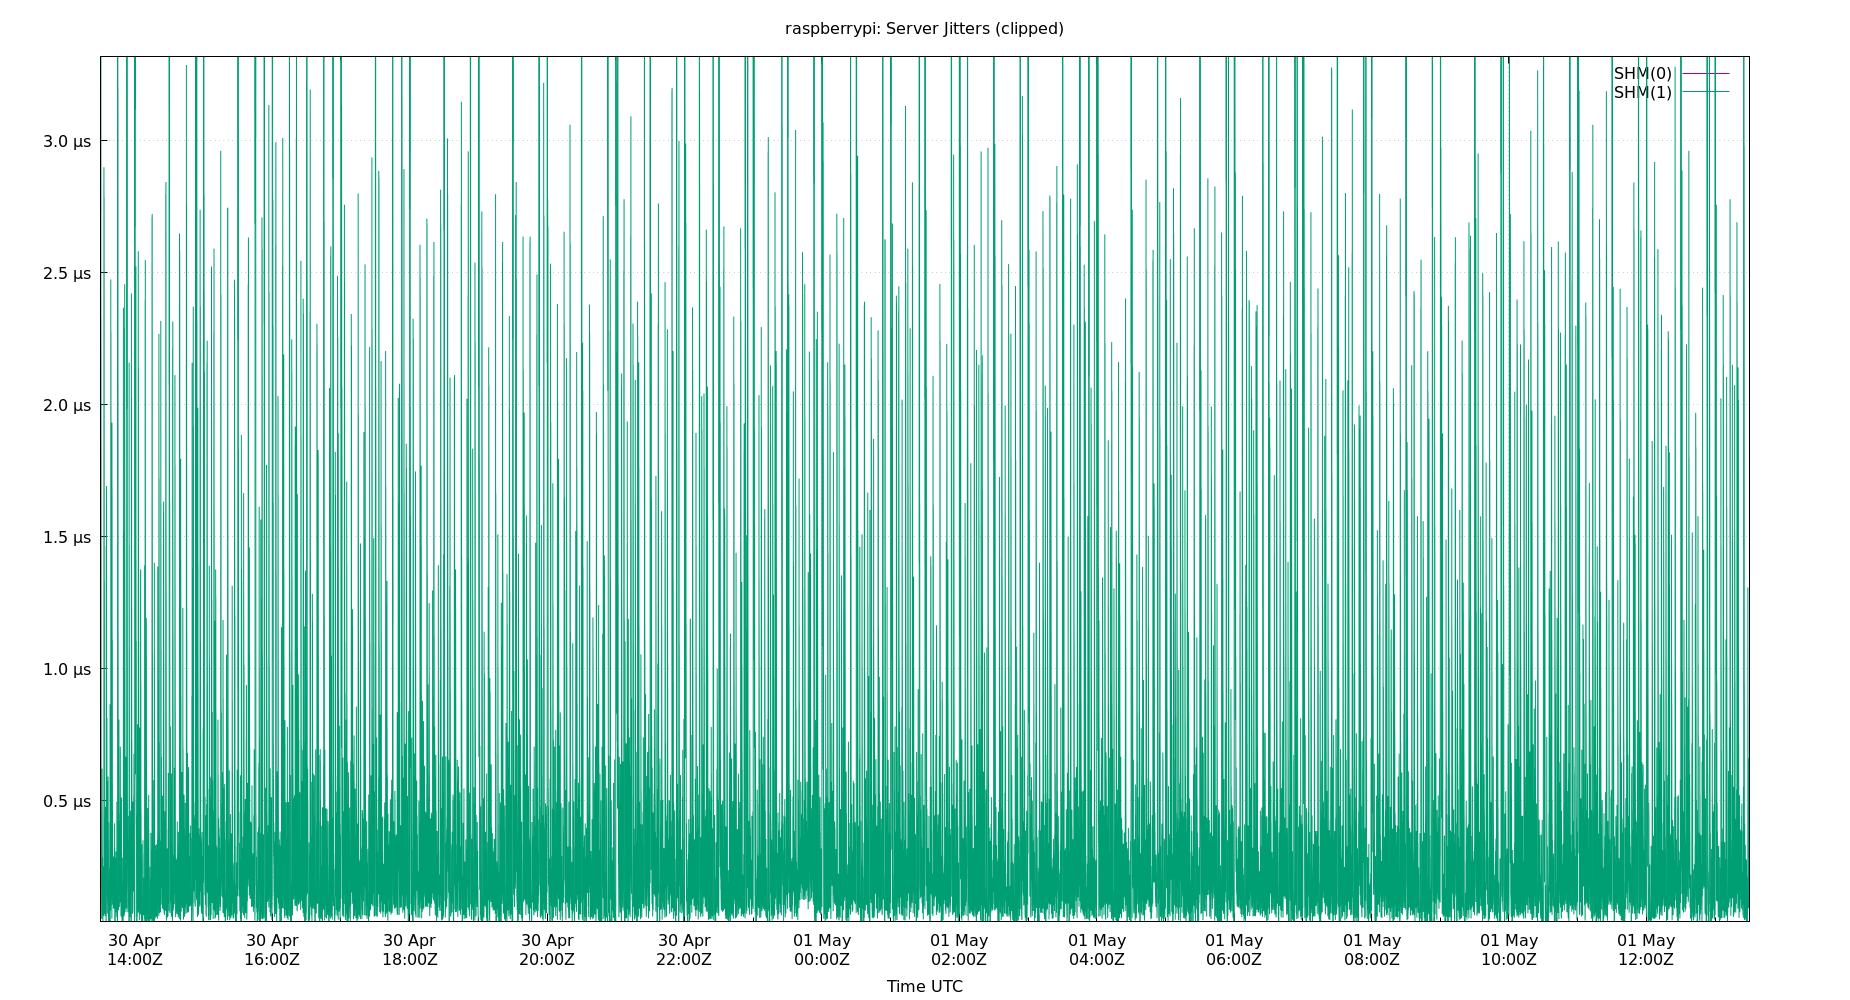 raspberrypi: Server Jitters (clipped)
SHM(0)
SHM(1)
3.0 µs
2.5 µs
2.0 µs
1.5 µs
1.0 µs
0.5 µs
30 Apr 30 Apr 30 Apr 30 Apr 30 Apr 01 May 01 May 01 May 01 May 01 May 01 May 01 May
14:00Z 16:00Z 18:00Z 20:00Z 22:00Z 00:00Z 02:00Z 04:00Z 06:00Z 08:00Z 10:00Z 12:00Z
Time UTC